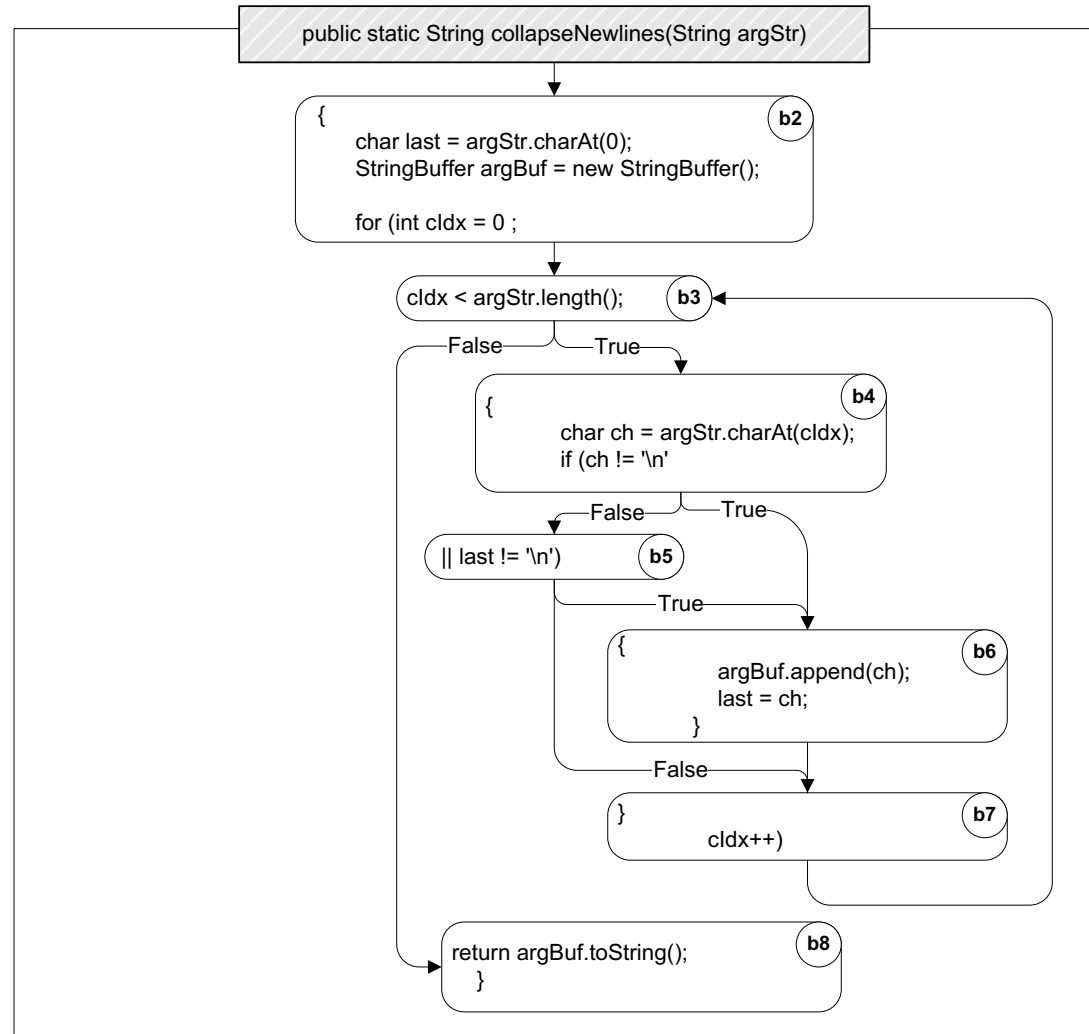 public static String collapseNewlines(String argStr)
{
b2
char last = argStr.charAt(0);
StringBuffer argBuf = new StringBuffer();
for (int cIdx = 0 ;
cIdx < argStr.length();
b3
False
True
{
b4
char ch = argStr.charAt(cIdx);
if (ch != '\n'
False
True
|| last != '\n')
b5
True
{
b6
argBuf.append(ch);
last = ch;
}
False
}
b7
cIdx++)
return argBuf.toString();
b8
}